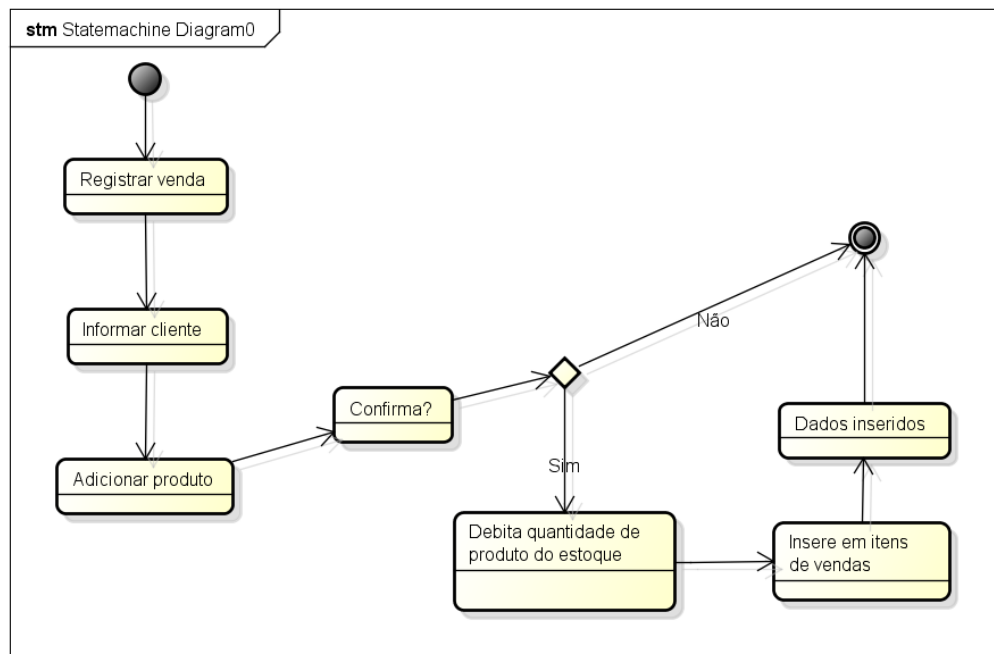 stm Statemachine Diagram0
Registrar venda
Informar cliente
Adicionar produto
Confirma?
Não
Sim
Debita quantidade de
produto do estoque
Insere em itens
de vendas
Dados inseridos